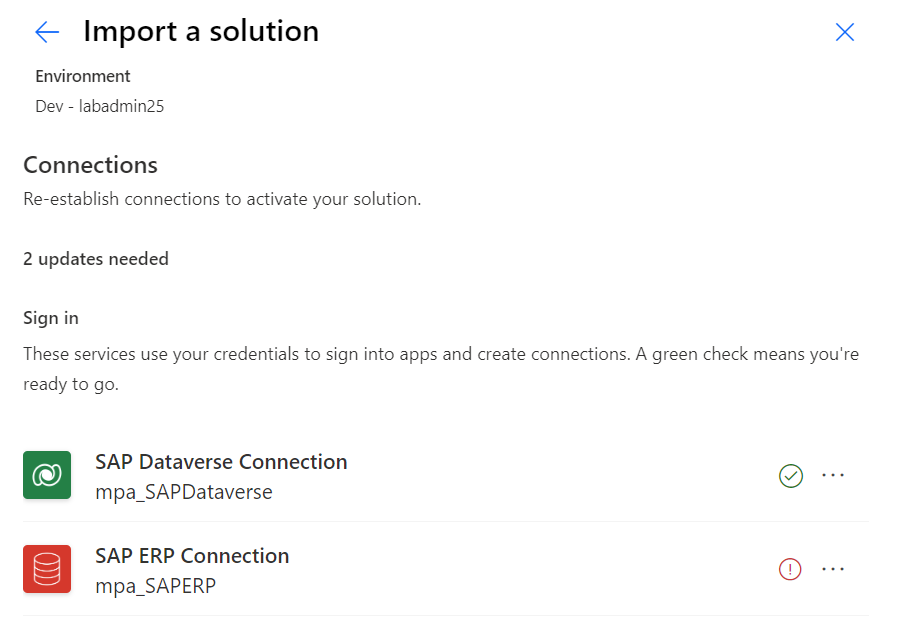 Import a solution
Environment
Dev - labadmin25
Connections
Re-establish connections to activate your solution.
2 updates needed
Sign in
These services use your credentials to sign into apps and create connections. A green check means you're
ready to go.
SAP Dataverse Connection
mpa_SAPDataverse
SAP ERP Connection
mpa_SAPERP